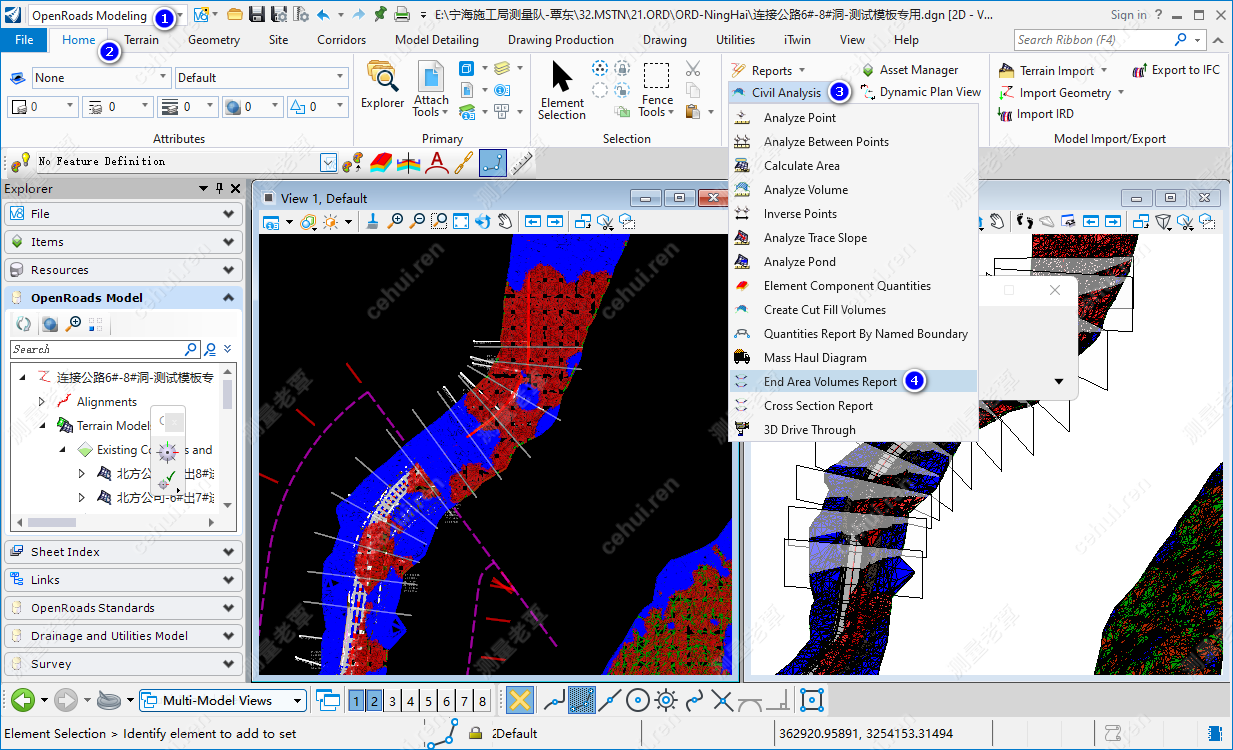 OpenRoads Modeling
1
E:\宁海施工局测量队-覃东\32.MSTN\21.ORD\ORD-NingHai\连接公路6#-8#洞-测试模板专用.dgn [2D - V...
Sign in
File
Home
2
Terrain
Geometry
Site
Corridors
Model Detailing
Drawing Production
Drawing
Utilities
iTwin
View
Help
Search Ribbon (F4)
None
Default
0
0
0
0
0
Attributes
Explorer
Attach Tools
Primary
Element Selection
Fence Tools
Selection
Reports
Civil Analysis
3
Asset Manager
Dynamic Plan View
Terrain Import
Import Geometry
Import IRD
Export to IFC
Model Import/Export
No Feature Definition
Analyze Point
Analyze Between Points
Calculate Area
Analyze Volume
Inverse Points
Analyze Trace Slope
Analyze Pond
Element Component Quantities
Create Cut Fill Volumes
Quantities Report By Named Boundary
Mass Haul Diagram
End Area Volumes Report
4
Cross Section Report
3D Drive Through
Explorer
File
Items
Resources
OpenRoads Model
Search
连接公路6#-8#洞-测试模板专
Alignments
Terrain Model
Existing
and
北方公
出8#
北方公司-6#出7#
Sheet Index
Links
OpenRoads Standards
Drainage and Utilities Model
Survey
View 1, Default
测量老覃
cehui.ren
Multi-Model Views
1 2 3 4 5 6 7 8
Element Selection > Identify element to add to set
2Default
362920.95891, 3254153.31494